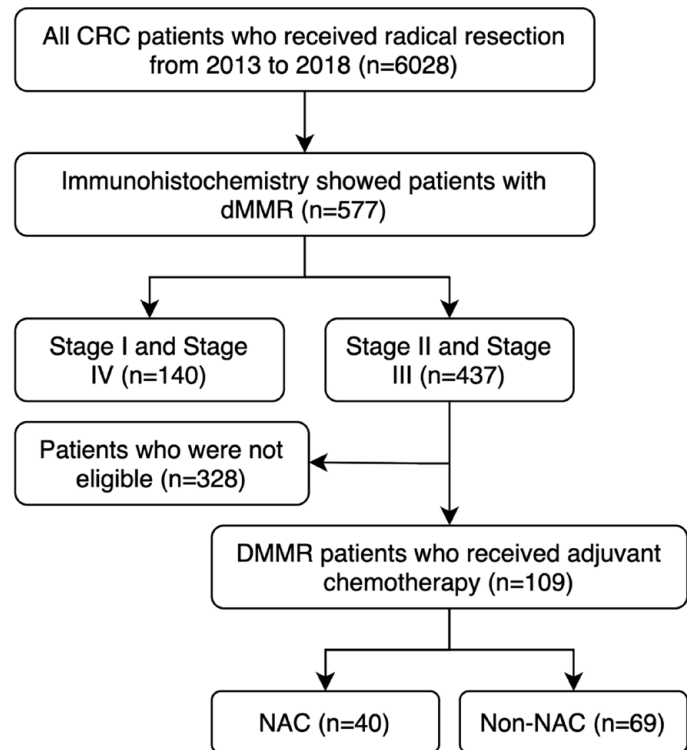 All CRC patients who received radical resection
from 2013 to 2018 (n=6028)
Immunohistochemistry showed patients with
dMMR (n=577)
Stage I and Stage
IV (n=140)
Stage II and Stage
III (n=437)
Patients who were not
eligible (n=328)
DMMR patients who received adjuvant
chemotherapy (n=109)
NAC (n=40)
Non-NAC (n=69)